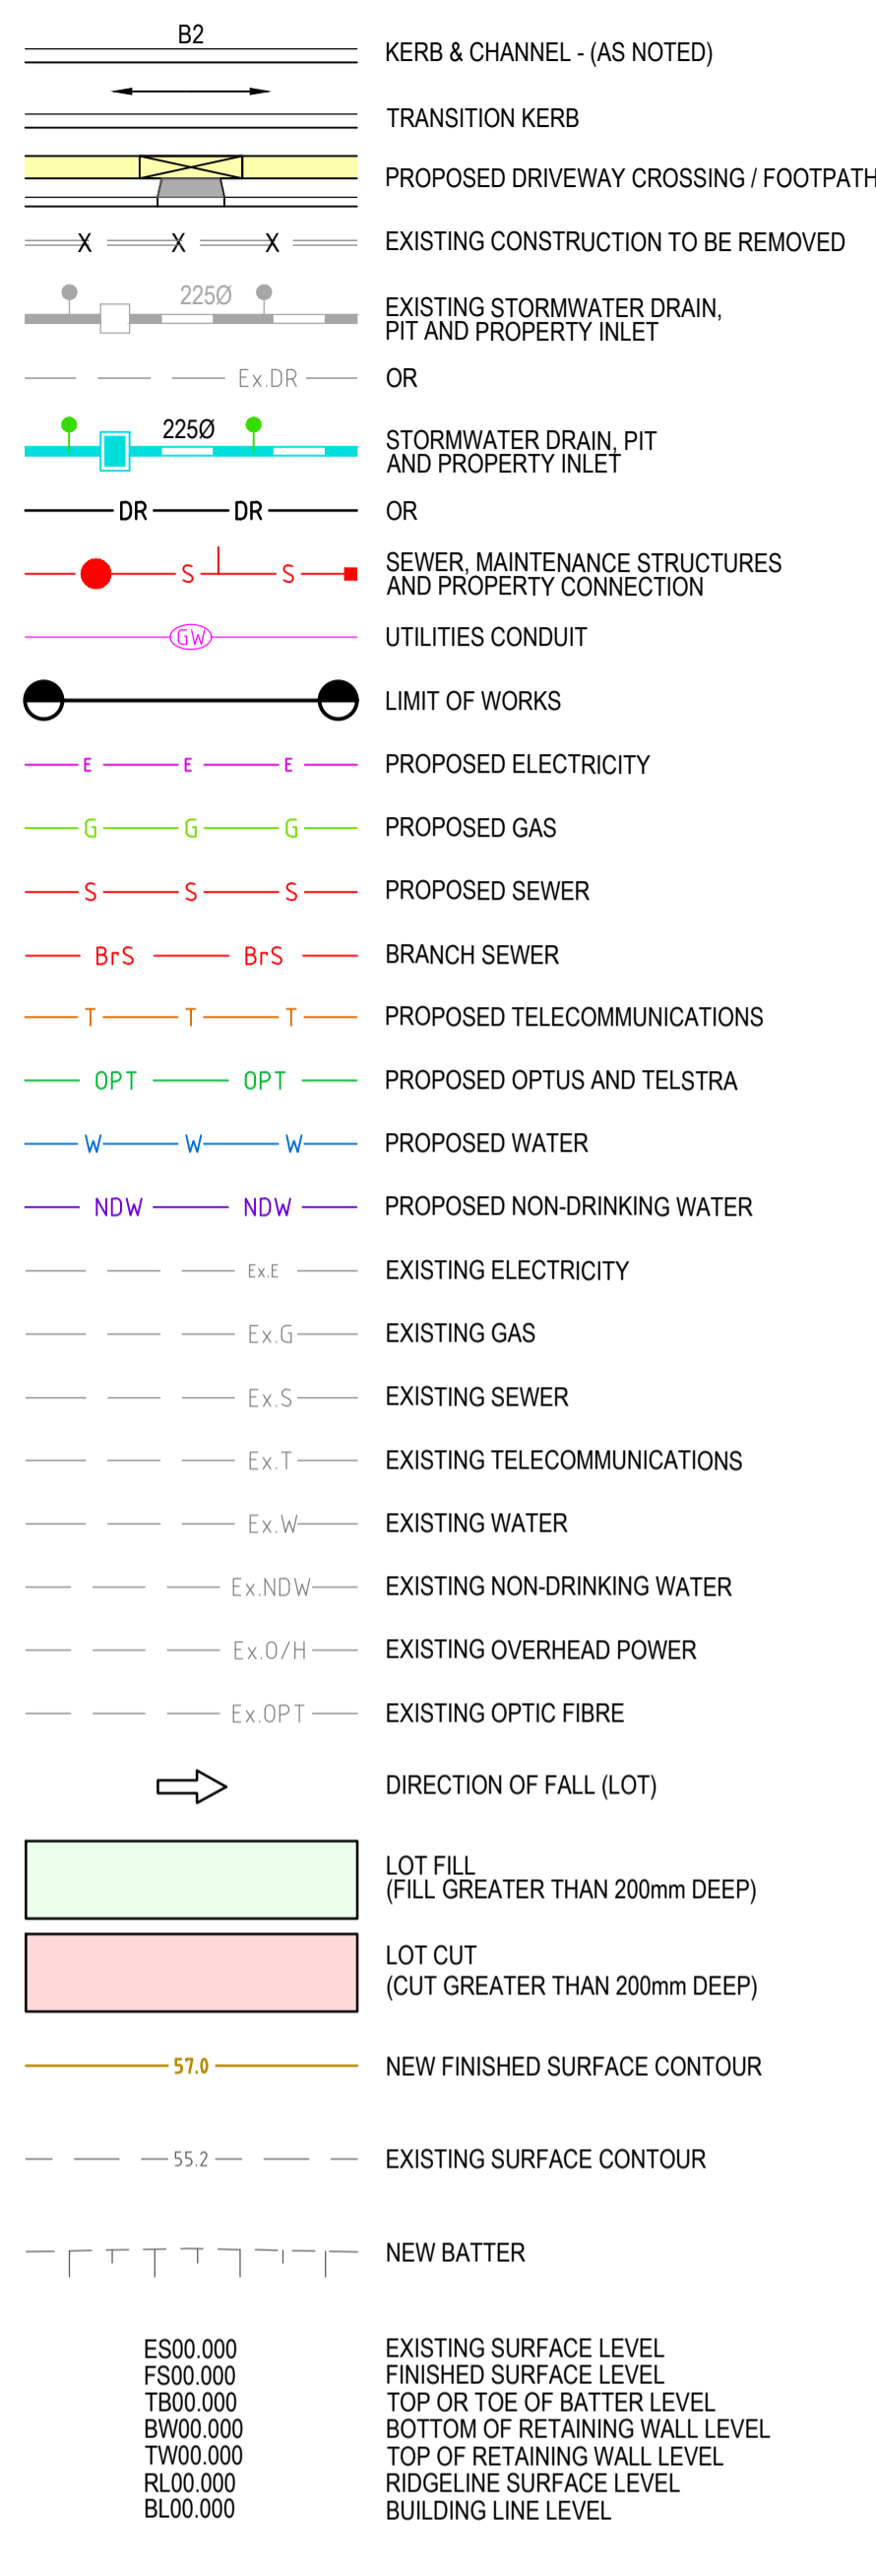 B2
KERB & CHANNEL - (AS NOTED)
TRANSITION KERB
PROPOSED DRIVEWAY CROSSING / FOOTPATH
X X X EXISTING CONSTRUCTION TO BE REMOVED
225Ø
EXISTING STORMWATER DRAIN,
PIT AND PROPERTY INLET
Ex.DR OR
225Ø
STORMWATER DRAIN, PIT
AND PROPERTY INLET
DR DR OR
S S
SEWER, MAINTENANCE STRUCTURES
AND PROPERTY CONNECTION
GW UTILITIES CONDUIT
LIMIT OF WORKS
E E E PROPOSED ELECTRICITY
G G G PROPOSED GAS
S S S PROPOSED SEWER
BrS BrS BRANCH SEWER
T T T PROPOSED TELECOMMUNICATIONS
OPT OPT PROPOSED OPTUS AND TELSTRA
W W W PROPOSED WATER
NDW NDW PROPOSED NON-DRINKING WATER
Ex.E EXISTING ELECTRICITY
Ex.G EXISTING GAS
Ex.S EXISTING SEWER
Ex.T EXISTING TELECOMMUNICATIONS
Ex.W EXISTING WATER
Ex.NDW EXISTING NON-DRINKING WATER
Ex.O/H EXISTING OVERHEAD POWER
Ex.OPT EXISTING OPTIC FIBRE
DIRECTION OF FALL (LOT)
LOT FILL
(FILL GREATER THAN 200mm DEEP)
LOT CUT
(CUT GREATER THAN 200mm DEEP)
57.0 NEW FINISHED SURFACE CONTOUR
55.2 EXISTING SURFACE CONTOUR
NEW BATTER
ES00.000 EXISTING SURFACE LEVEL
FS00.000 FINISHED SURFACE LEVEL
TB00.000 TOP OR TOE OF BATTER LEVEL
BW00.000 BOTTOM OF RETAINING WALL LEVEL
TW00.000 TOP OF RETAINING WALL LEVEL
RL00.000 RIDGELINE SURFACE LEVEL
BL00.000 BUILDING LINE LEVEL